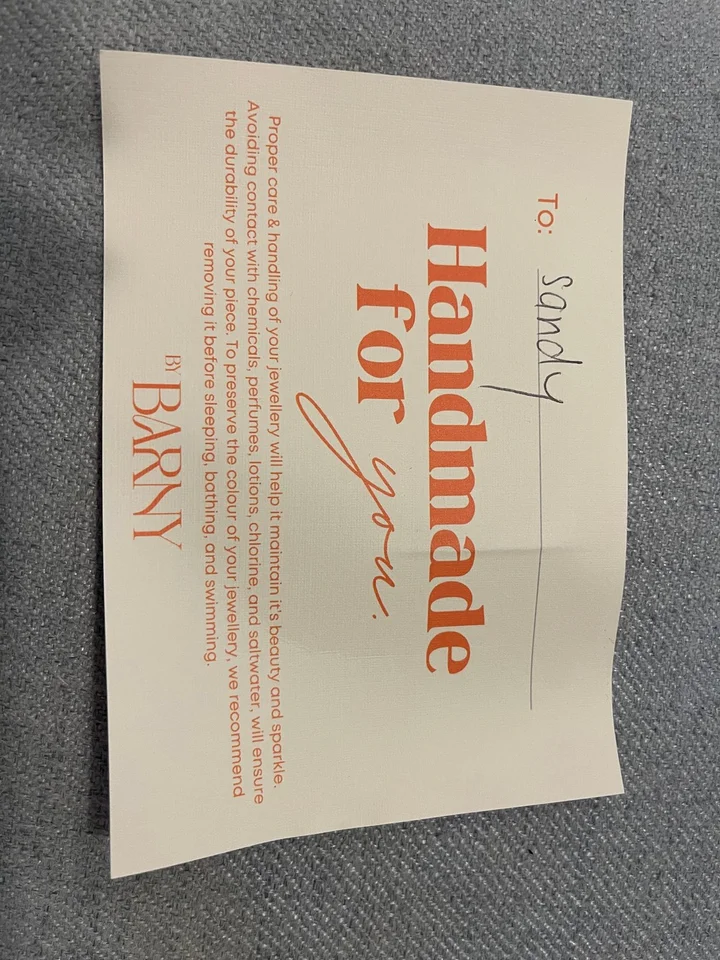 To: sandy
Handmade
for you.
Proper care & handling of your jewellery will help it maintain it's beauty and sparkle.
Avoiding contact with chemicals, perfumes, lotions, chlorine, and saltwater, will ensure
the durability of your piece. To preserve the colour of your jewellery, we recommend
removing it before sleeping, bathing, and swimming.
BY
BARNY